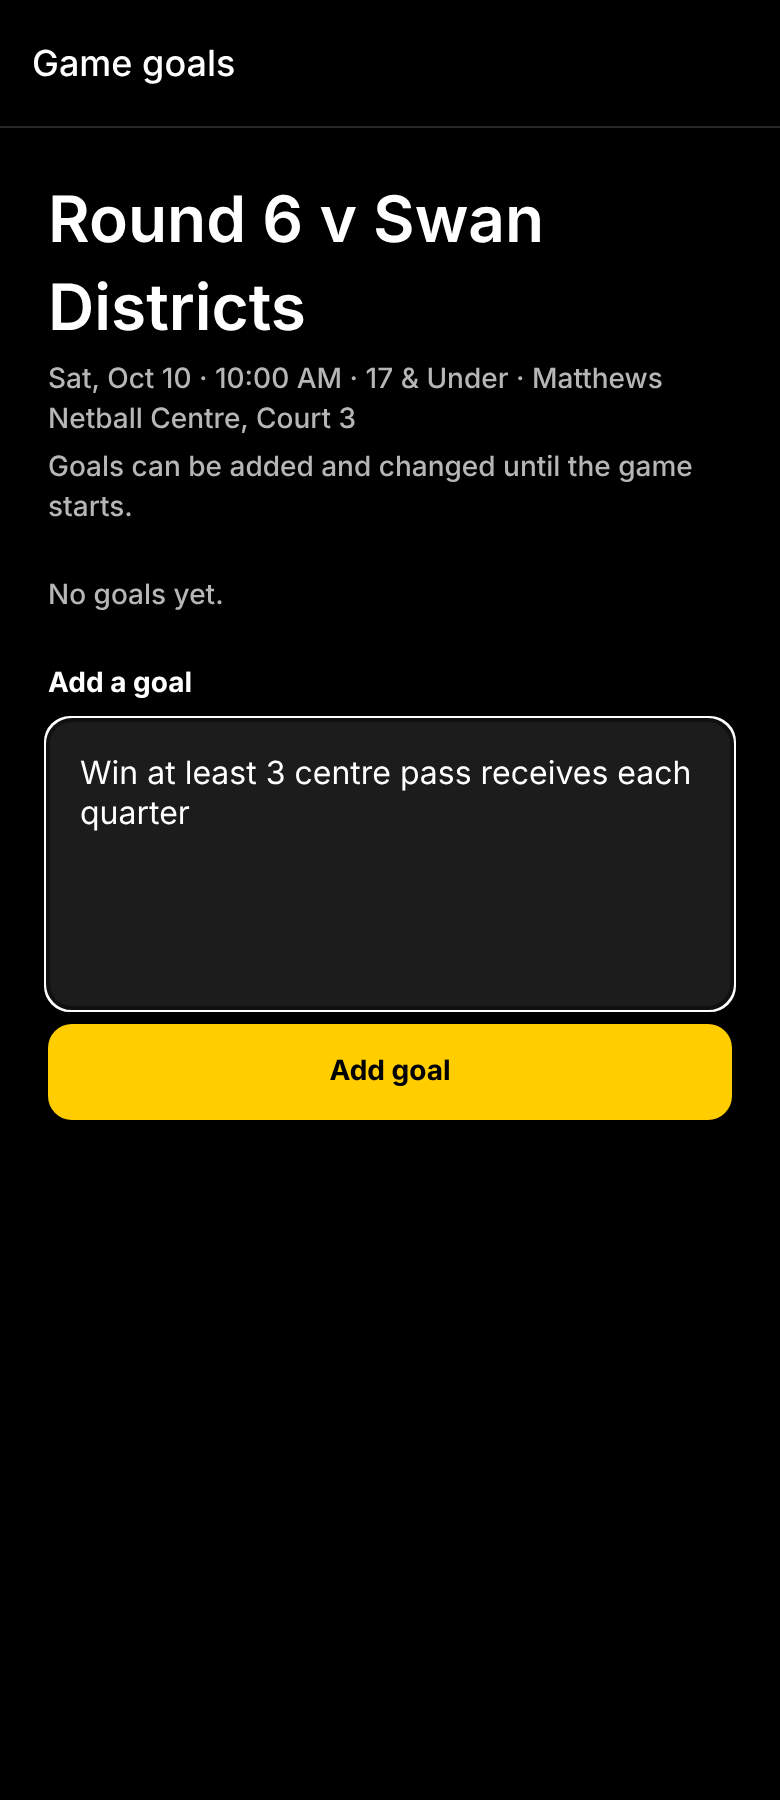 Game goals
Round 6 v Swan
Districts
Sat, Oct 10 · 10:00 AM · 17 & Under · Matthews
Netball Centre, Court 3
Goals can be added and changed until the game
starts.
No goals yet.
Add a goal
Win at least 3 centre pass receives each
quarter
Add goal